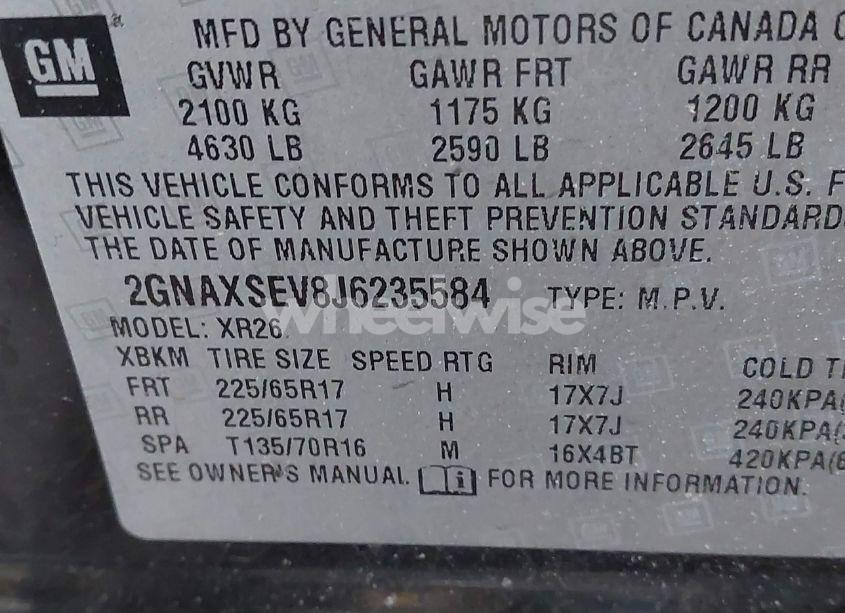 GM
MFD BY GENERAL MOTORS OF CANADA
GVWR GAWR FRT GAWR RR
2100 KG 1175 KG 1200 KG
4630 LB 2590 LB 2645 LB
THIS VEHICLE CONFORMS TO ALL APPLICABLE U.S. F
VEHICLE SAFETY AND THEFT PREVENTION STANDARD
THE DATE OF MANUFACTURE SHOWN ABOVE.
2GNAXSEV8J6235584 TYPE: M.P.V.
wheelwise
MODEL: XR26
XBKM TIRE SIZE SPEED RTG RIM COLD TI
FRT 225/65R17 H 17X7J 240KPA(
RR 225/65R17 H 17X7J 240KPA(
SPA T135/70R16 M 16X4BT 420KPA(6
SEE OWNER'S MANUAL i FOR MORE INFORMATION.